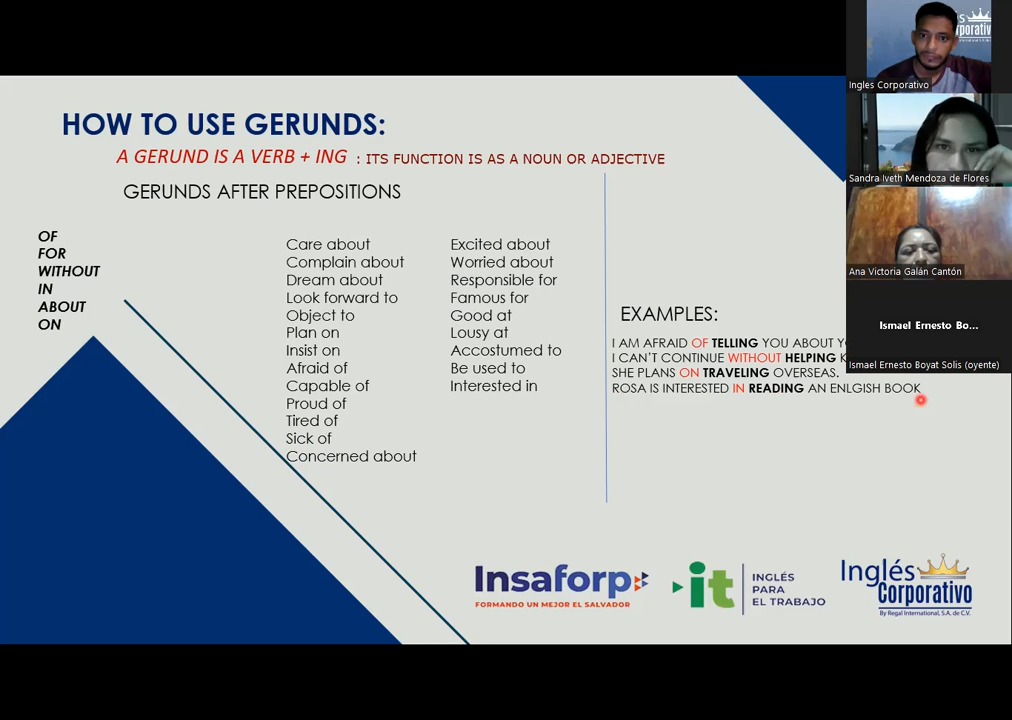 HOW TO USE GERUNDS:
A GERUND IS A VERB + ING : ITS FUNCTION IS AS A NOUN OR ADJECTIVE
GERUNDS AFTER PREPOSITIONS
OF
FOR
WITHOUT
IN
ABOUT
ON
Care about
Complain about
Dream about
Look forward to
Object to
Plan on
Insist on
Afraid of
Capable of
Proud of
Tired of
Sick of
Concerned about
Excited about
Worried about
Responsible for
Famous for
Good at
Lousy at
Accostumed to
Be used to
Interested in
EXAMPLES:
I AM AFRAID OF TELLING YOU ABOUT
I CAN'T CONTINUE WITHOUT HELPING
SHE PLANS ON TRAVELING OVERSEAS.
ROSA IS INTERESTED IN READING AN ENLGISH BOOK
Insaforp
FORMANDO UN MEJOR EL SALVADOR
it
INGLÉS
PARA
EL TRABAJO
Inglés
Corporativo
By Regal International, S.A. de C.V.
Ingles Corporativo
Sandra Iveth Mendoza de Flores
Ana Victoria Galán Cantón
Ismael Ernesto Bo...
Ismael Ernesto Boyat Solis (oyente)